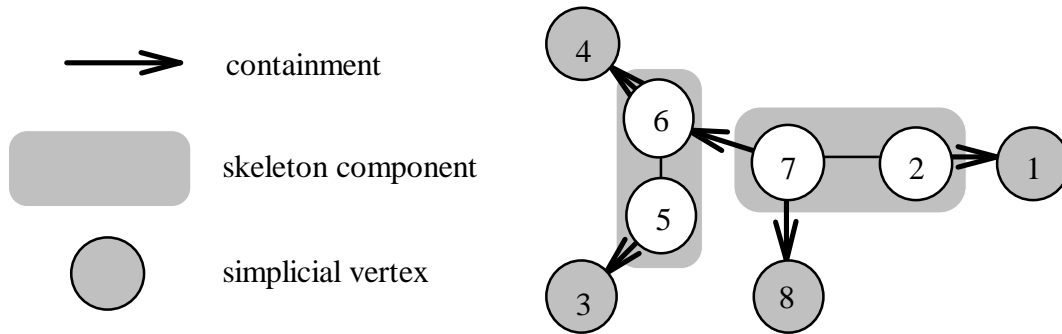 containment
skeleton component
simplicial vertex
4
6
7
2
1
5
3
8